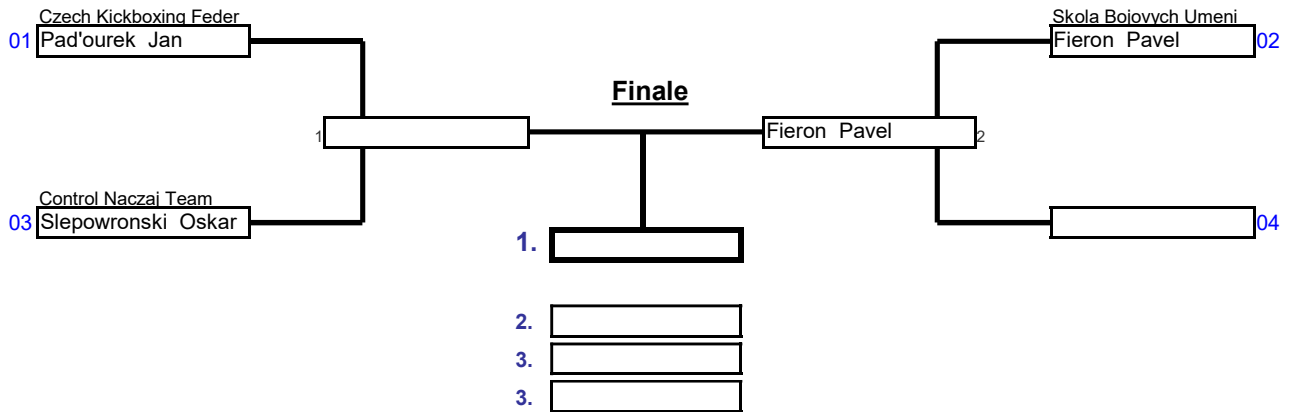 Czech Kickboxing Feder
01 Pad'ourek Jan
Skola Bojovych Umeni
Fieron Pavel 02
Finale
1
Fieron Pavel 2
Control Naczaj Team
03 Slepowronski Oskar
04
1.
2.
3.
3.